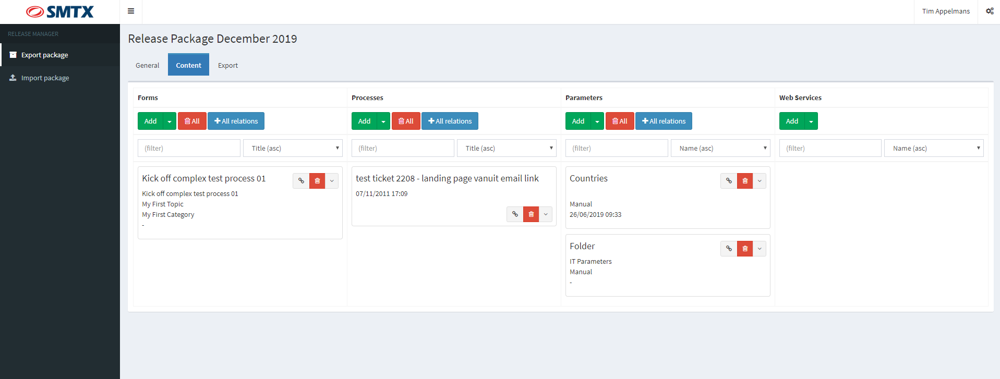 SMTX
Tim Appelmans
RELEASE MANAGER
Export package
Import package
Release Package December 2019
General
Content
Export
Forms
Processes
Parameters
Web Services
Add
All
All relations
Add
All
All relations
Add
All
All relations
Add
(filter)
Title (asc)
(filter)
Title (asc)
(filter)
Name (asc)
(filter)
Name (asc)
Kick off complex test process 01
Kick off complex test process 01
My First Topic
My First Category
-
test ticket 2208 - landing page vanuit email link
07/11/2011 17:09
Countries
Manual
26/06/2019 09:33
Folder
IT Parameters
Manual
-